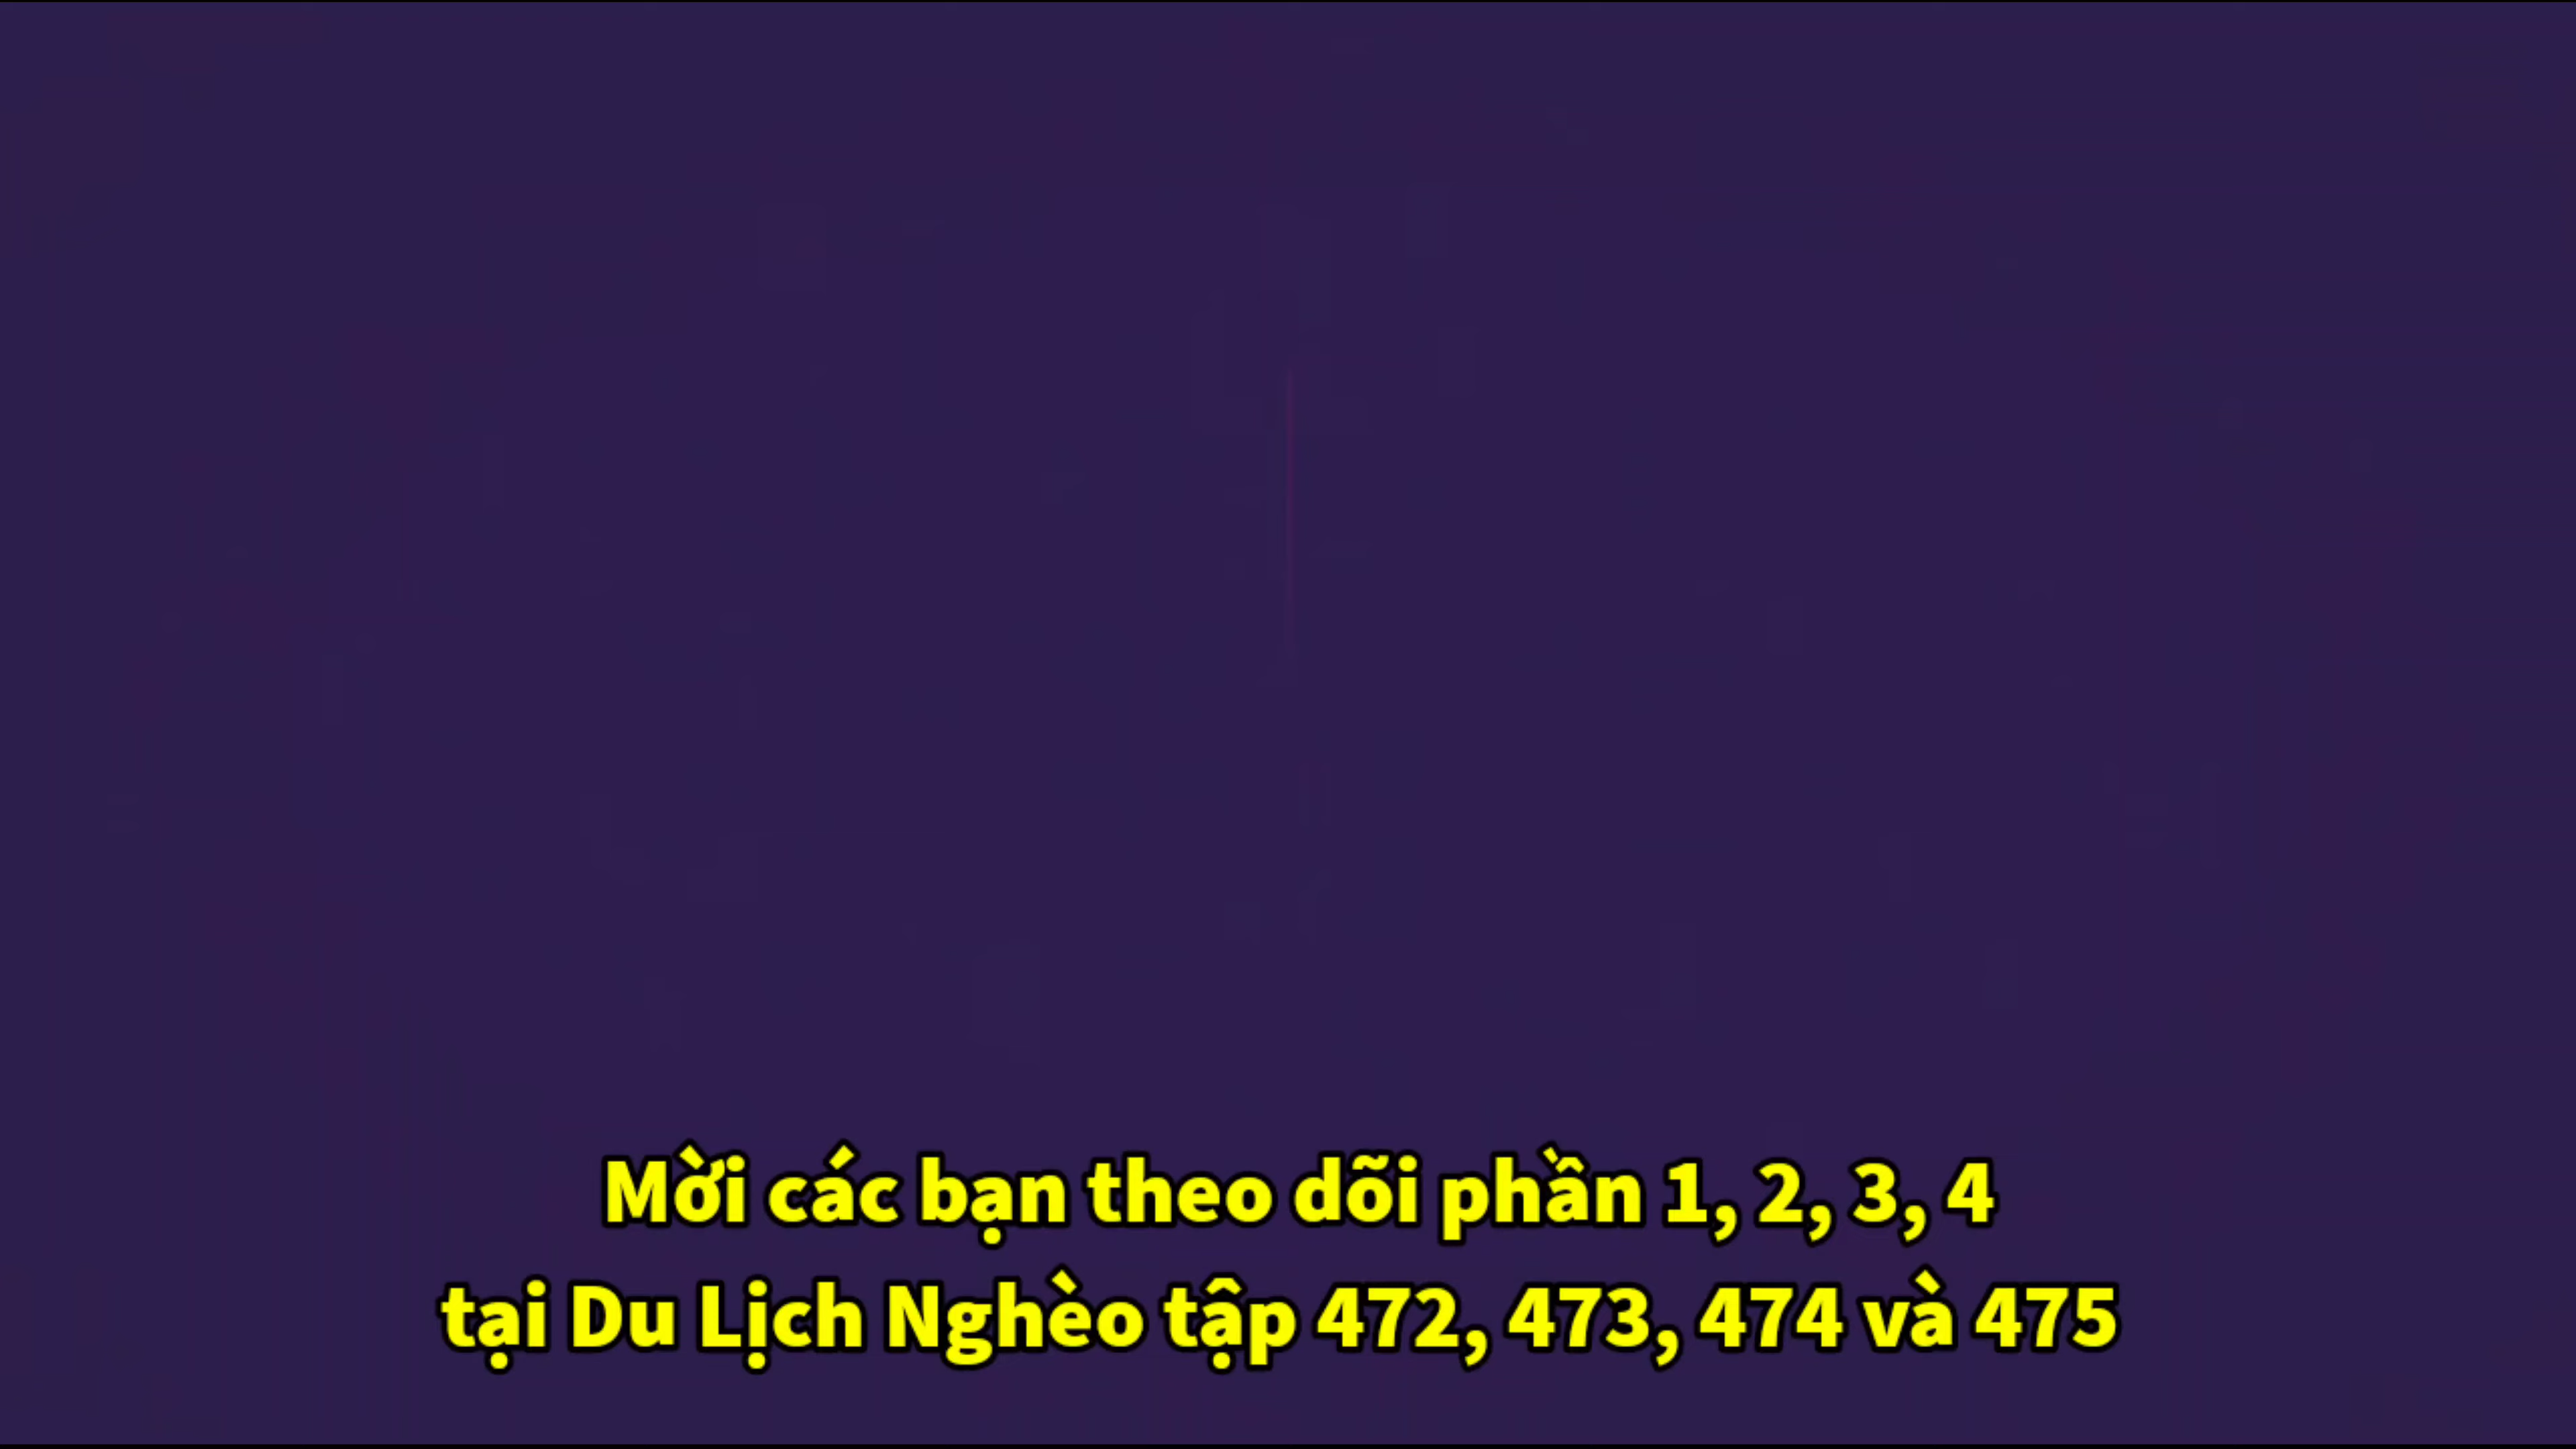 Mời các bạn theo dõi phần 1, 2, 3, 4
tại Du Lịch Nghèo tập 472, 473, 474 và 475